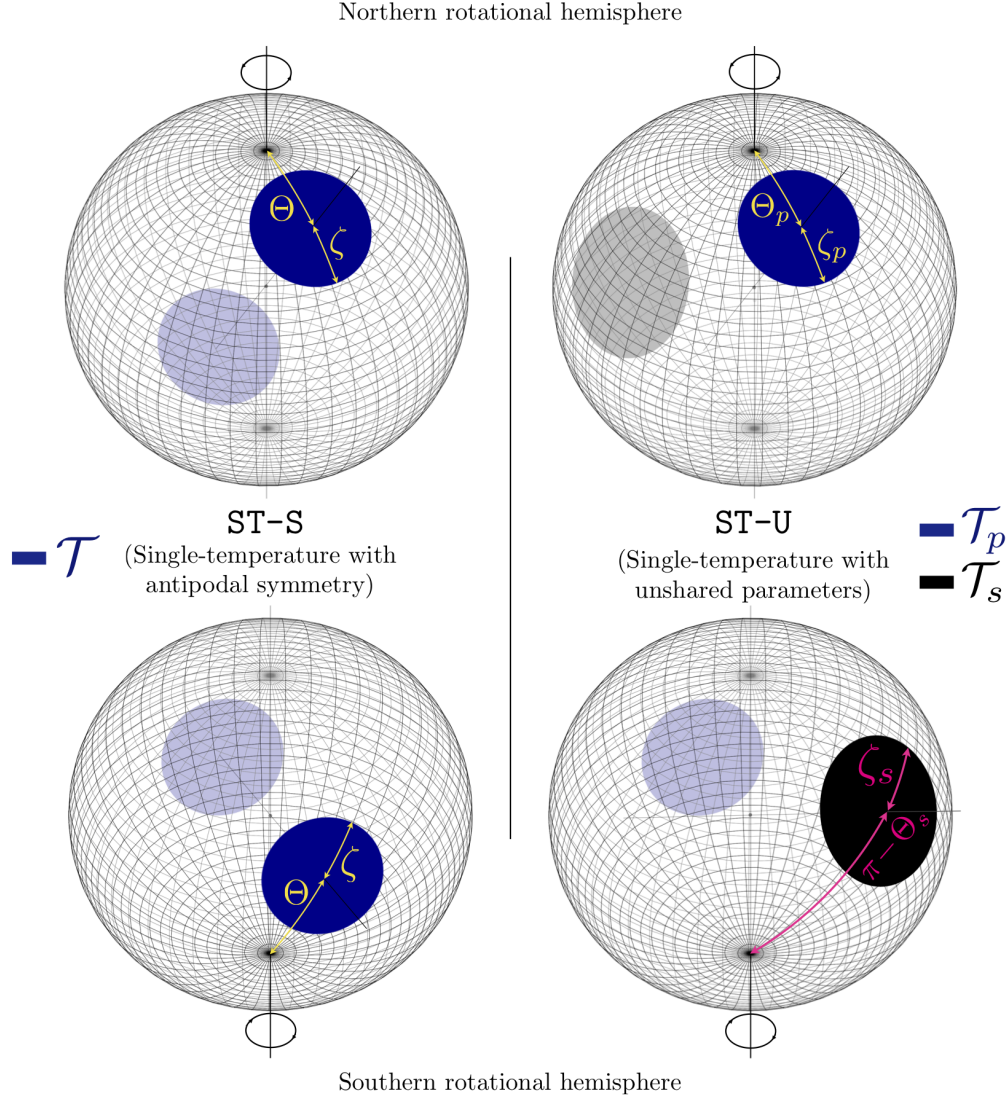 Northern rotational hemisphere
Θ
ζ
Θp
ζp
ST-S
(Single-temperature with
antipodal symmetry)
𝒯
ST-U
(Single-temperature with
unshared parameters)
𝒯p
𝒯s
Θ
ζ
ζs
π−Θs
Southern rotational hemisphere